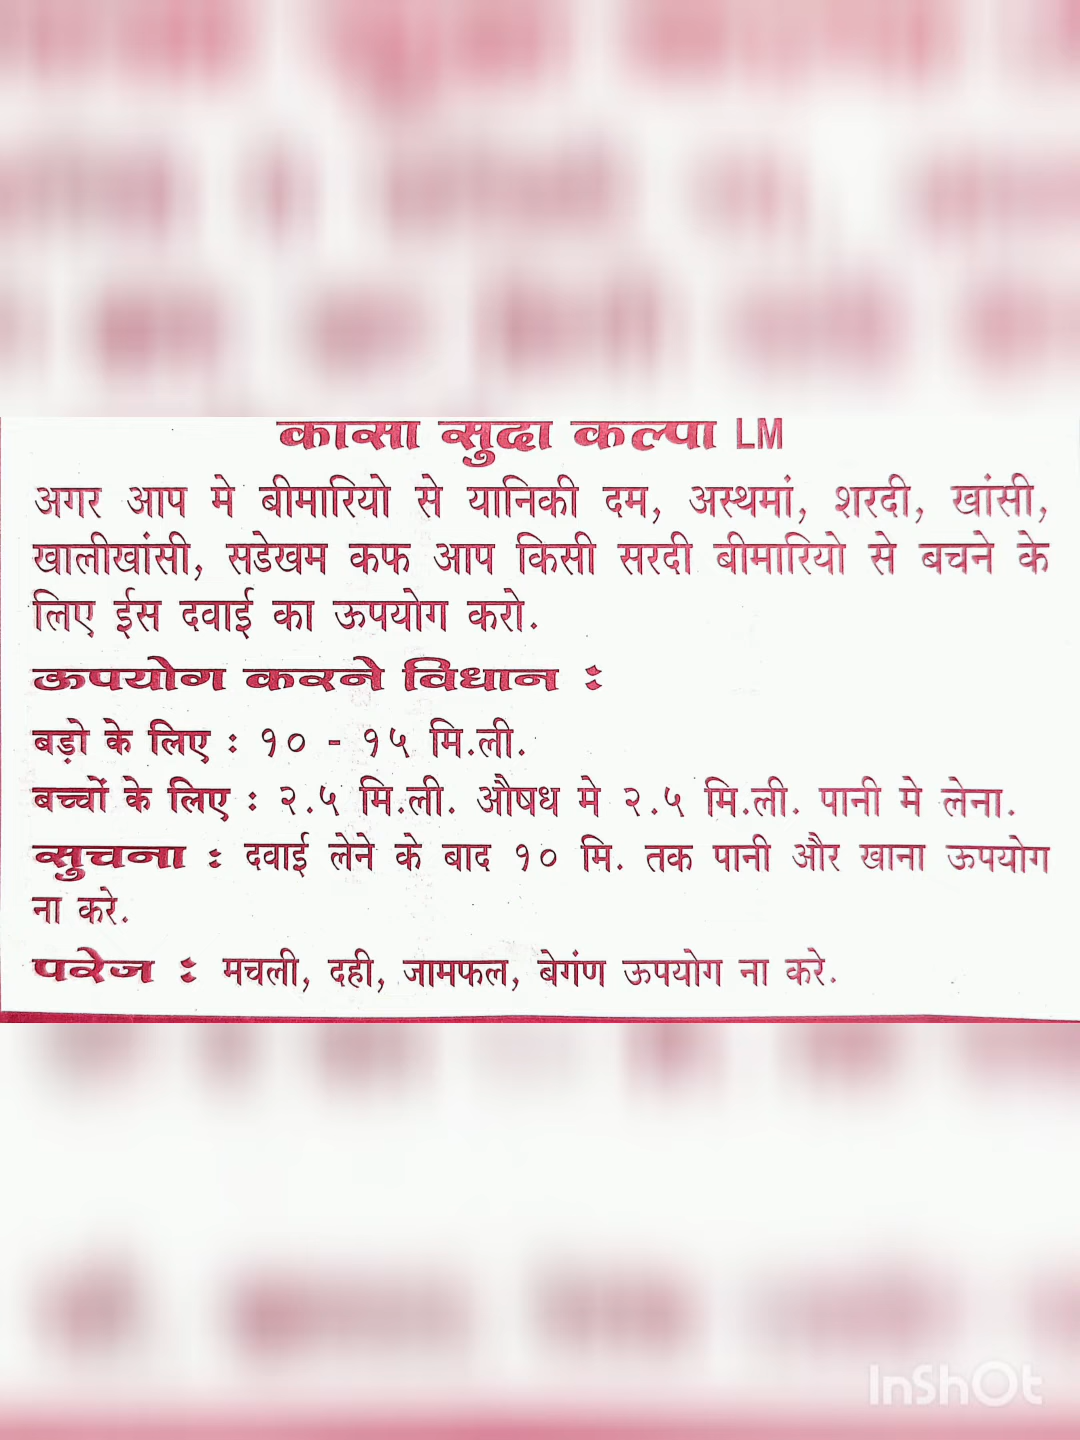 कासा सुदा कल्पा LM
अगर आप मे बीमारियो से यानिकी दम, अस्थमां, शरदी, खांसी,
खालीखांसी, सडेखम कफ आप किसी सरदी बीमारियो से बचने के
लिए ईस दवाई का ऊपयोग करो.
ऊपयोग करने विधान :
बड़ो के लिए : १० - १५ मि.ली.
बच्चों के लिए : २.५ मि.ली. औषध मे २.५ मि.ली. पानी मे लेना.
सुचना : दवाई लेने के बाद १० मि. तक पानी और खाना ऊपयोग
ना करे.
परेज : मचली, दही, जामफल, बेगंण ऊपयोग ना करे.
InShOt